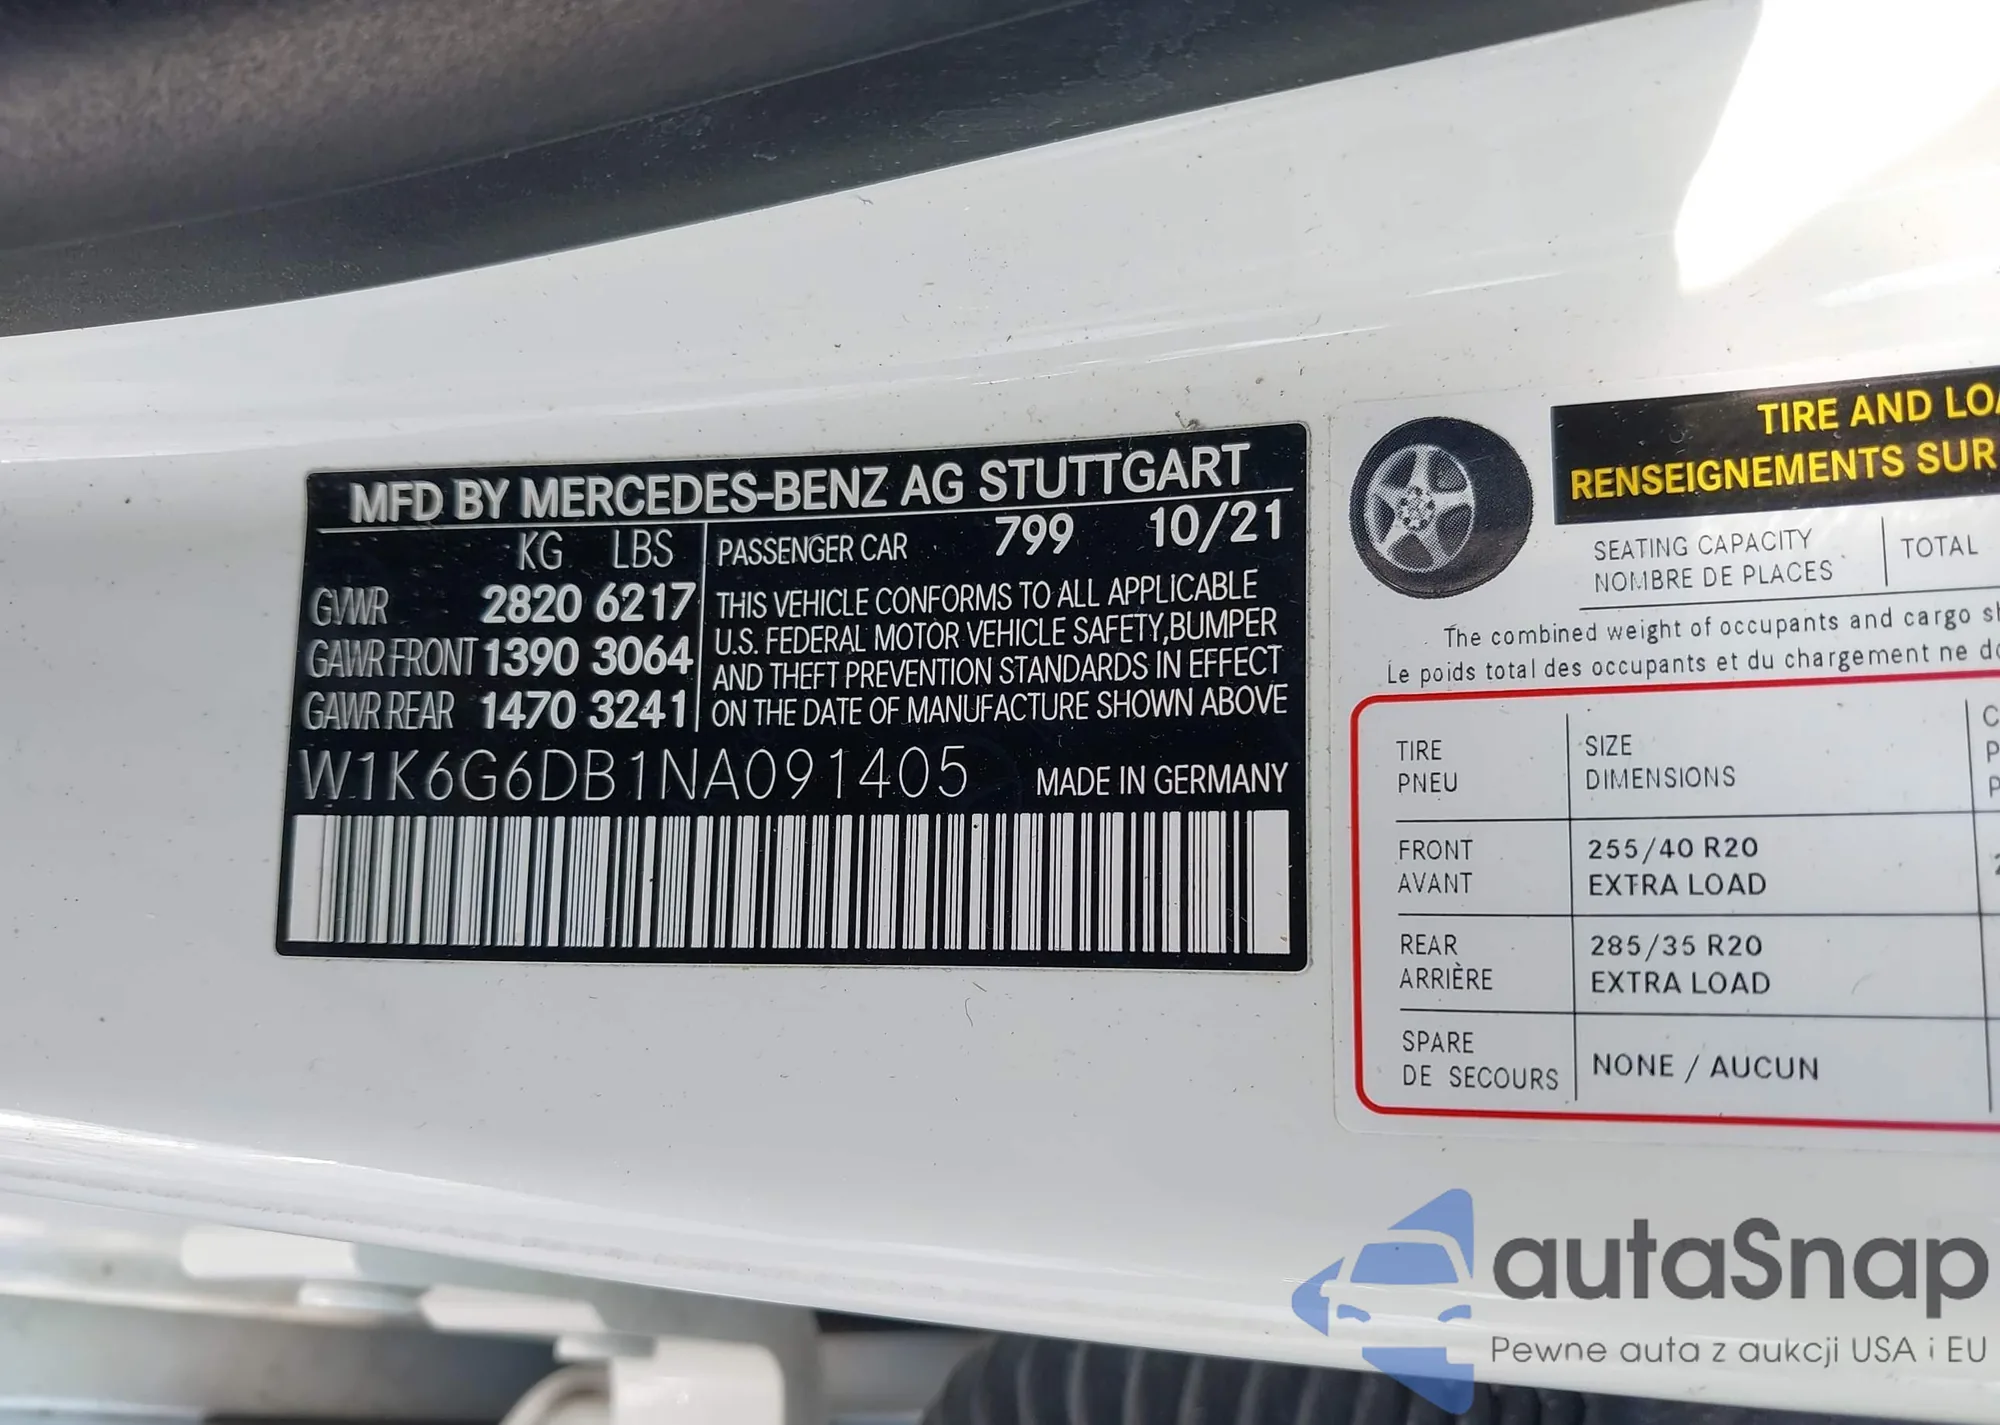 MFD BY MERCEDES-BENZ AG STUTTGART
KG LBS
GVWR 2820 6217
GAWR FRONT 1390 3064
GAWR REAR 1470 3241
PASSENGER CAR 799 10/21
THIS VEHICLE CONFORMS TO ALL APPLICABLE
U.S. FEDERAL MOTOR VEHICLE SAFETY,BUMPER
AND THEFT PREVENTION STANDARDS IN EFFECT
ON THE DATE OF MANUFACTURE SHOWN ABOVE
W1K6G6DB1NA091405 MADE IN GERMANY
TIRE AND LOA
RENSEIGNEMENTS SUR
SEATING CAPACITY
NOMBRE DE PLACES
TOTAL
The combined weight of occupants and cargo sh
Le poids total des occupants et du chargement ne do
TIRE SIZE C
PNEU DIMENSIONS P
P
FRONT 255/40 R20
AVANT EXTRA LOAD
REAR 285/35 R20
ARRIÈRE EXTRA LOAD
SPARE
DE SECOURS
NONE / AUCUN
autaSnap
Pewne auta z aukcji USA i EU